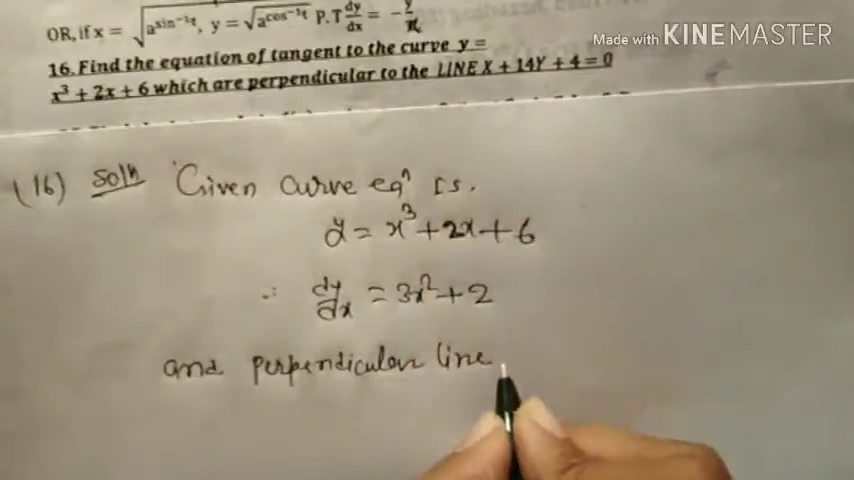 OR, if x = √(a^(sin⁻¹t)), y = √(a^(cos⁻¹t)) P.T dy/dx = -y/x
Made with KINEMASTER
16. Find the equation of tangent to the curve y =
x³ + 2x + 6 which are perpendicular to the LINE X + 14Y + 4 = 0
(16) Soln Given curve eqⁿ is.
y = x³ + 2x + 6
∴ dy/dx = 3x² + 2
and perpendicular line